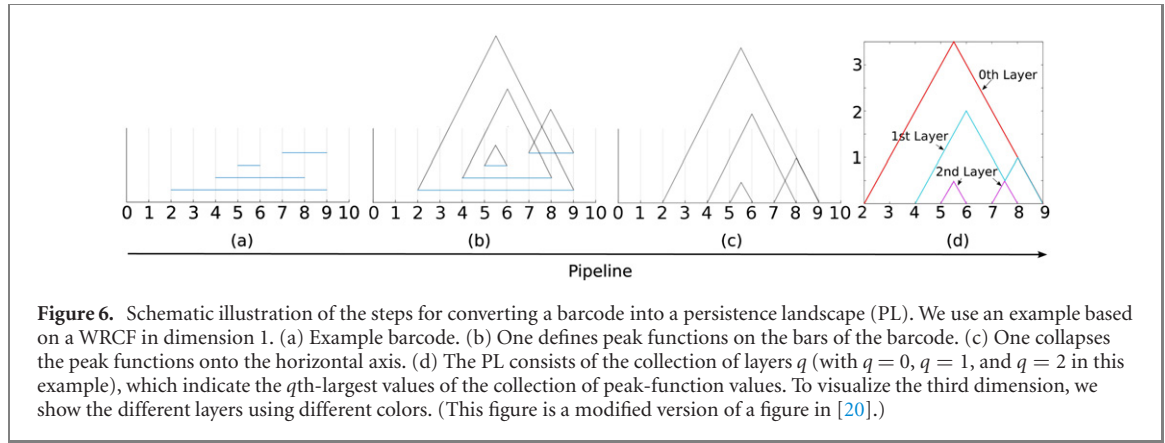 3
0th Layer
2
1st Layer
1
2nd Layer
0 1 2 3 4 5 6 7 8 9 10 0 1 2 3 4 5 6 7 8 9 10 0 1 2 3 4 5 6 7 8 9 10 2 3 4 5 6 7 8 9
(a) (b) (c) (d)
Pipeline
Figure 6. Schematic illustration of the steps for converting a barcode into a persistence landscape (PL). We use an example based
on a WRCF in dimension 1. (a) Example barcode. (b) One defines peak functions on the bars of the barcode. (c) One collapses
the peak functions onto the horizontal axis. (d) The PL consists of the collection of layers q (with q = 0, q = 1, and q = 2 in this
example), which indicate the qth-largest values of the collection of peak-function values. To visualize the third dimension, we
show the different layers using different colors. (This figure is a modified version of a figure in [20].)